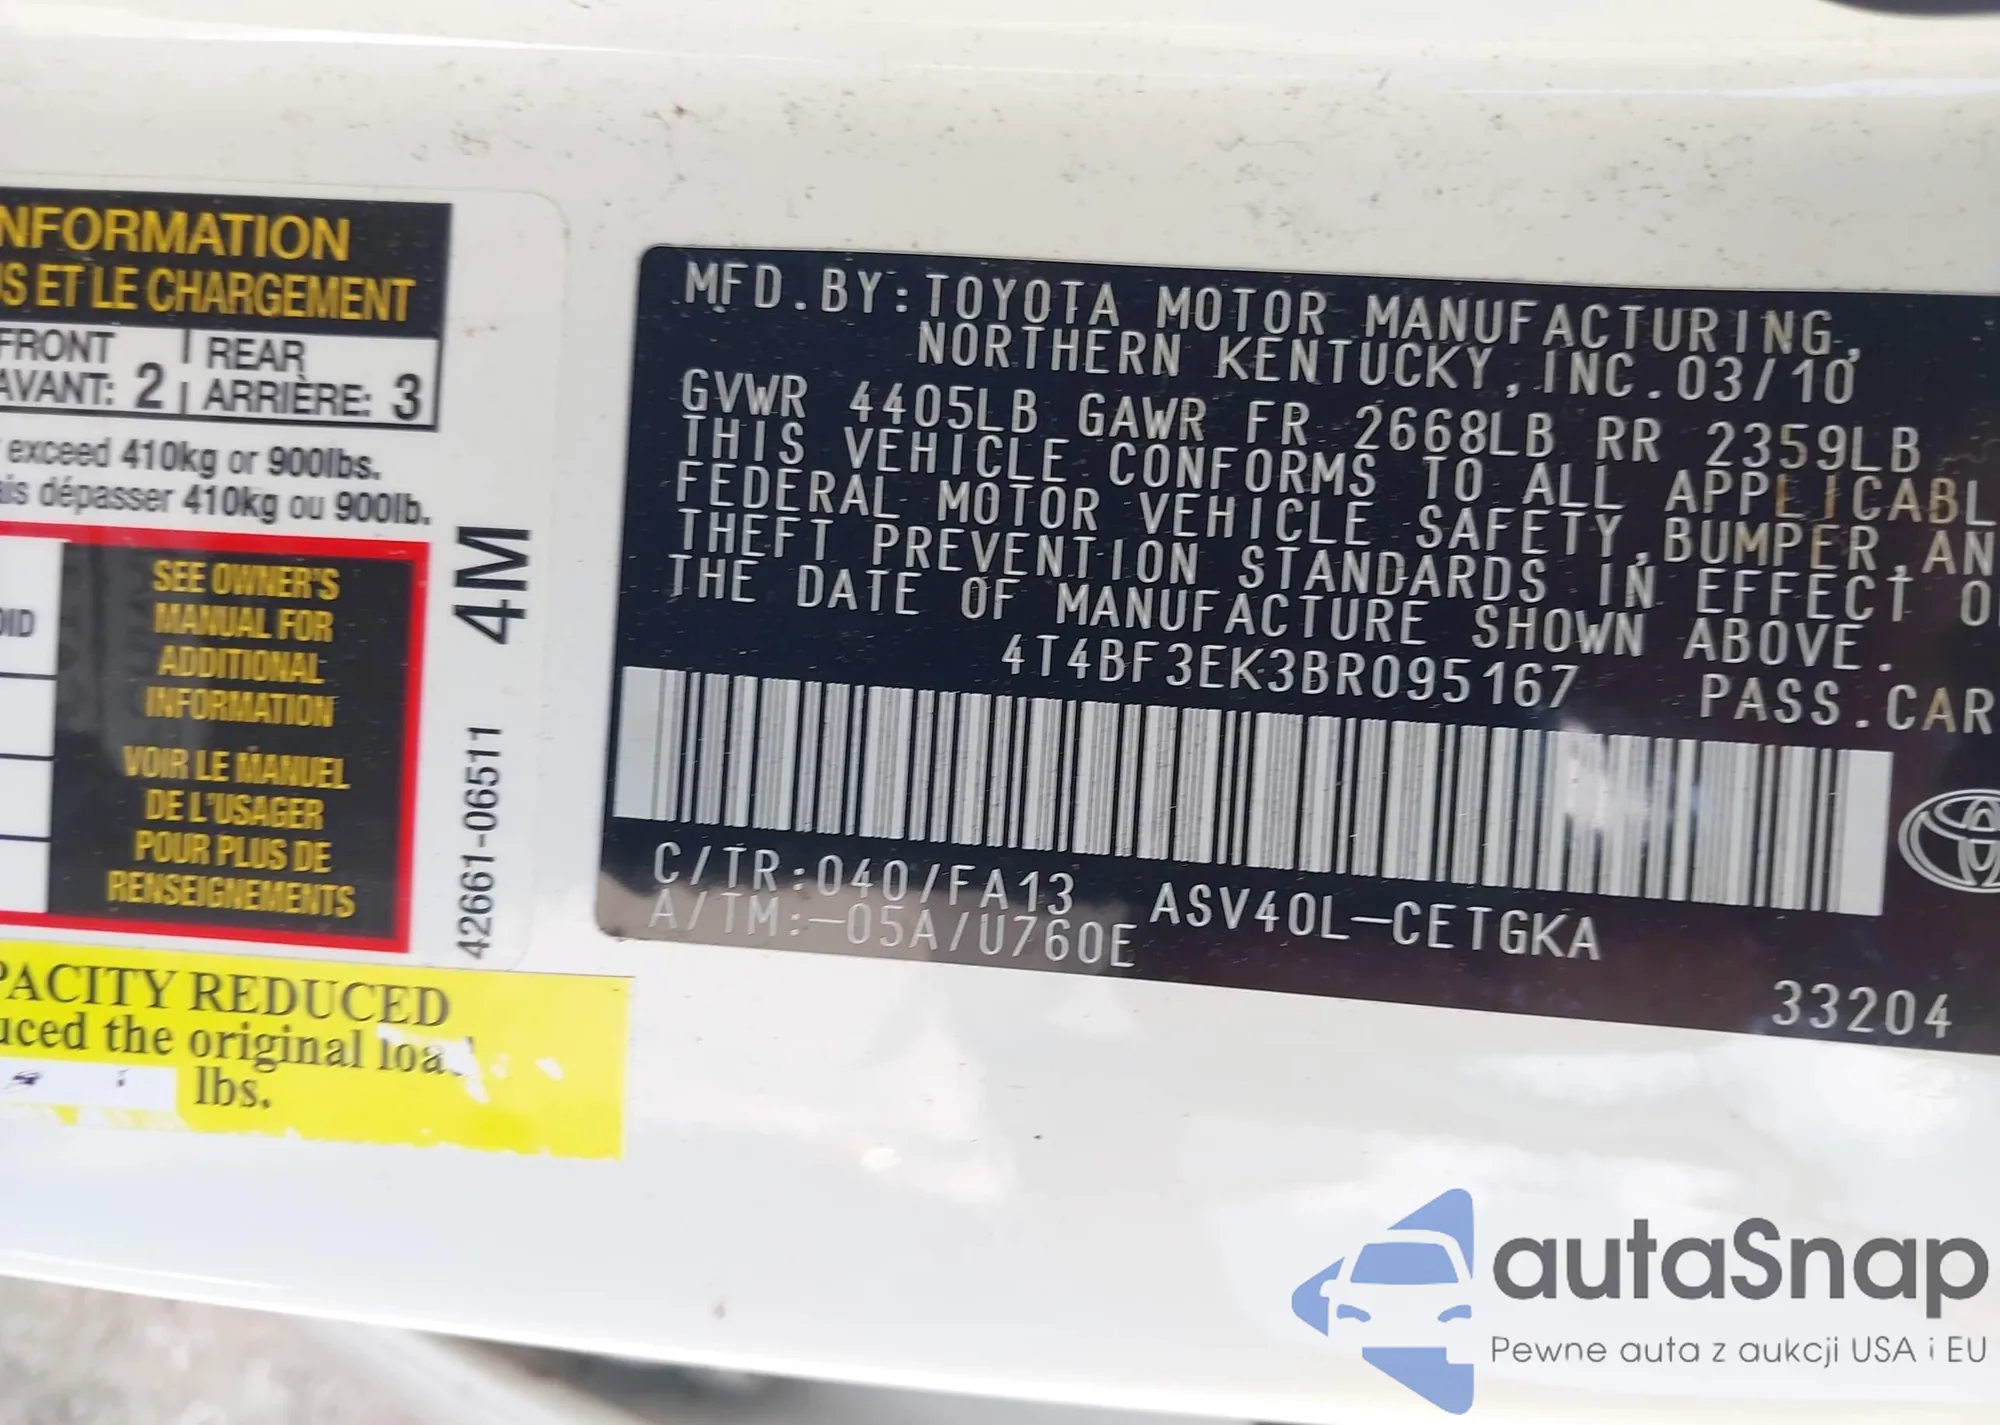 NFORMATION
US ET LE CHARGEMENT
FRONT
AVANT: 2
REAR
ARRIÈRE: 3
exceed 410kg or 900lbs.
ais dépasser 410kg ou 900lb.
OID
SEE OWNER'S
MANUAL FOR
ADDITIONAL
INFORMATION
VOIR LE MANUEL
DE L'USAGER
POUR PLUS DE
RENSEIGNEMENTS
4M
42661-06511
PACITY REDUCED
uced the original loa
lbs.
MFD.BY:TOYOTA MOTOR MANUFACTURING,
NORTHERN KENTUCKY,INC.03/10
GVWR 4405LB GAWR FR 2668LB RR 2359LB
THIS VEHICLE CONFORMS TO ALL APPLICABL
FEDERAL MOTOR VEHICLE SAFETY,BUMPER,AN
THEFT PREVENTION STANDARDS IN EFFECT O
THE DATE OF MANUFACTURE SHOWN ABOVE.
4T4BF3EK3BR095167 PASS.CAR
C/TR:040/FA13 ASV40L-CETGKA
A/TM:-05A/U760E
33204
autaSnap
Pewne auta z aukcji USA i EU